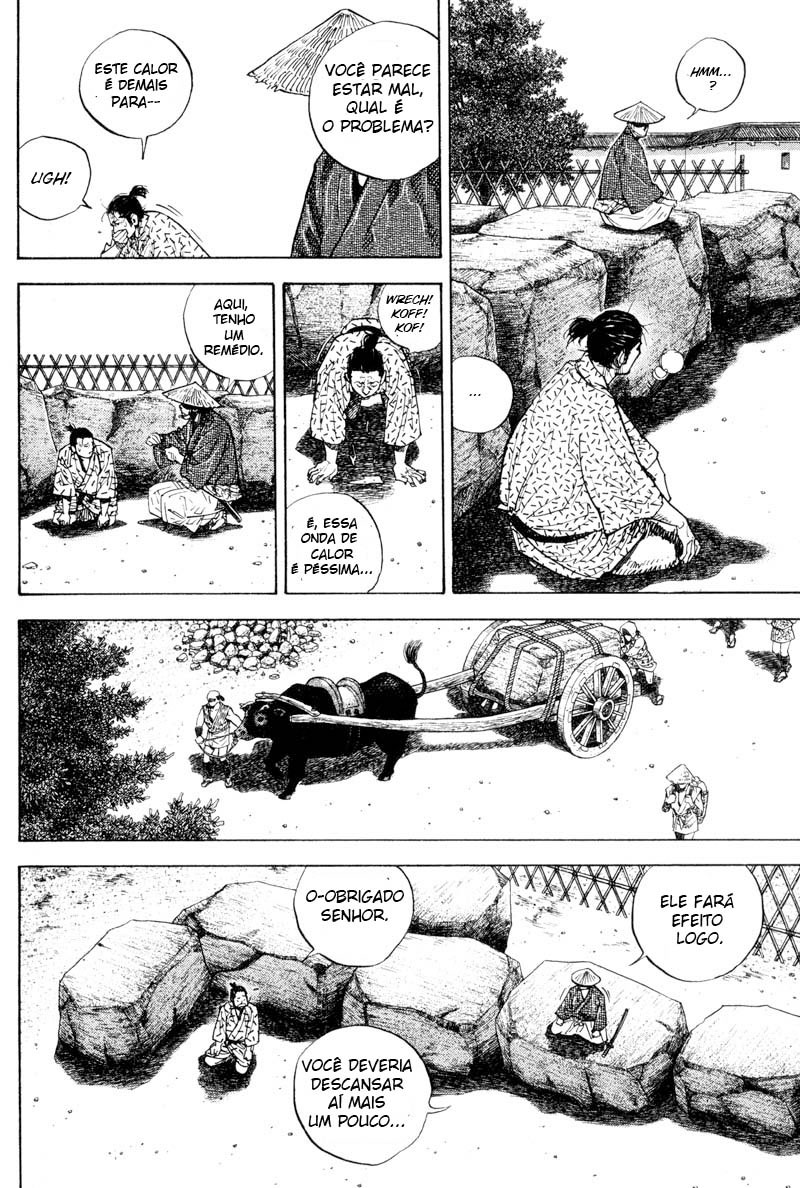 HMM...
?
...
VOCÊ PARECE
ESTAR MAL,
QUAL É
O PROBLEMA?
ESTE CALOR
É DEMAIS
PARA--
UGH!
WRECH!
KOFF!
KOF!
É, ESSA
ONDA DE
CALOR
É PÉSSIMA...
AQUI,
TENHO
UM
REMÉDIO.
ELE FARÁ
EFEITO
LOGO.
O-OBRIGADO
SENHOR.
VOCÊ DEVERIA
DESCANSAR
AÍ MAIS
UM POUCO...